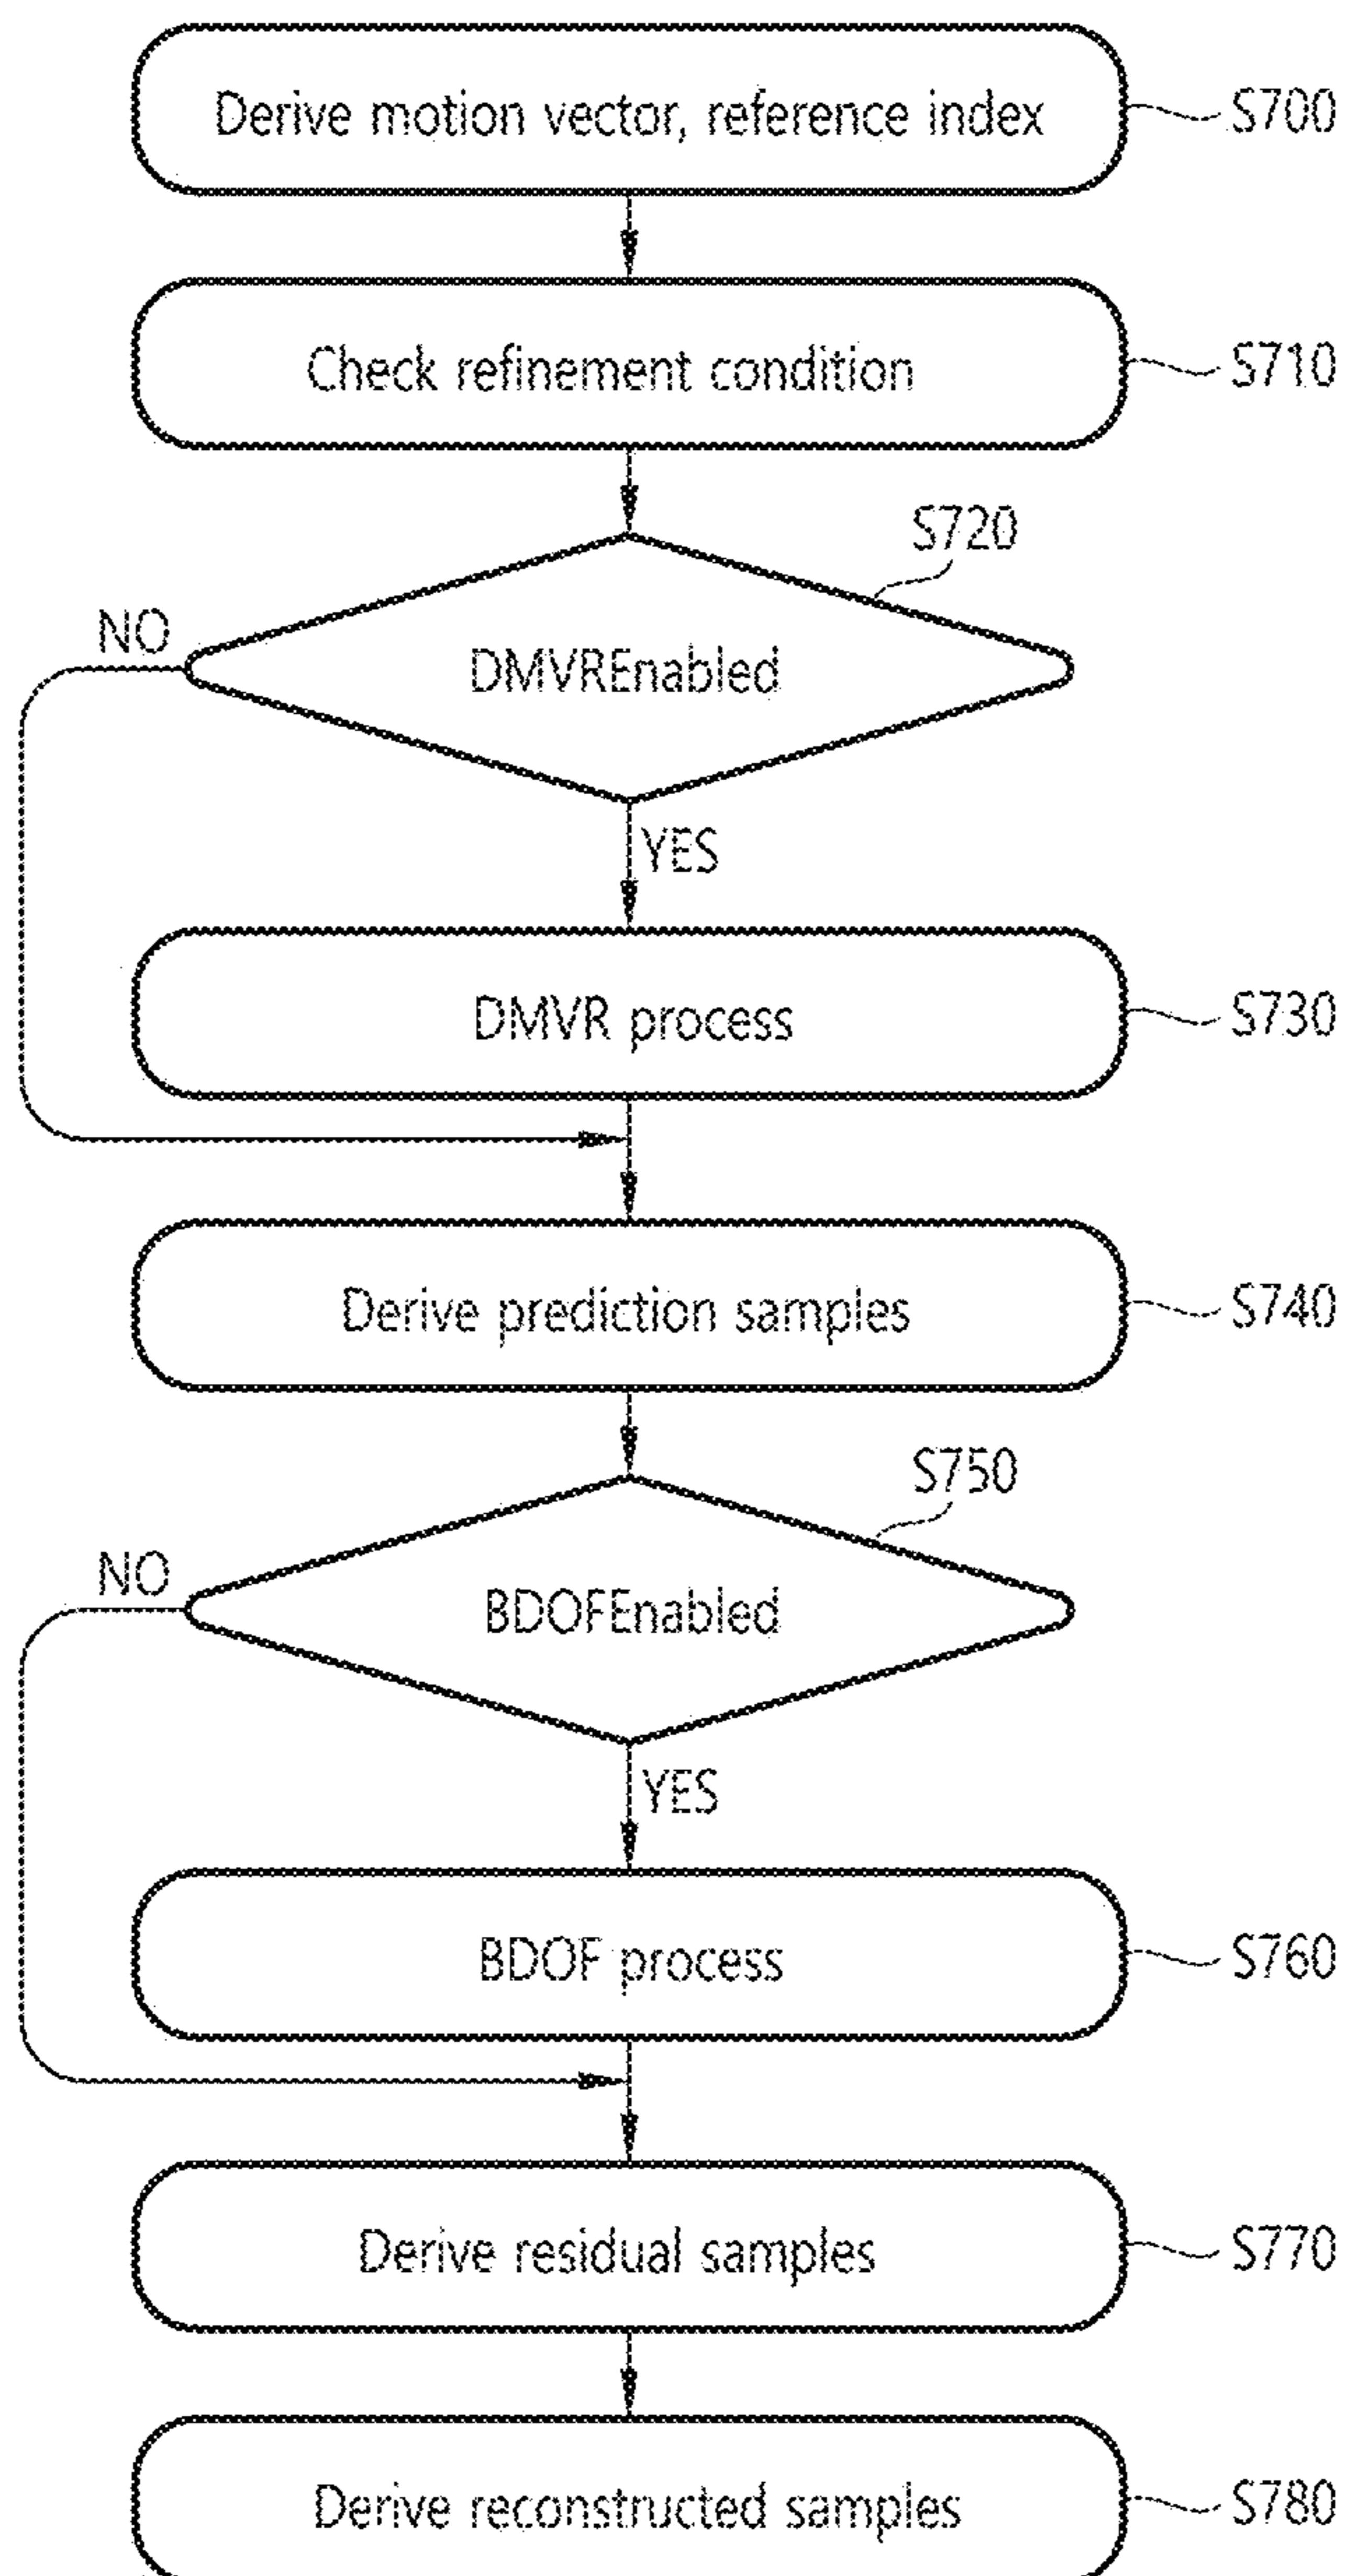 Derive motion vector, reference index
S700
Check refinement condition
S710
S720
NO
DMVREnabled
YES
DMVR process
S730
Derive prediction samples
S740
S750
NO
BDOFEnabled
YES
BDOF process
S760
Derive residual samples
S770
Derive reconstructed samples
S780